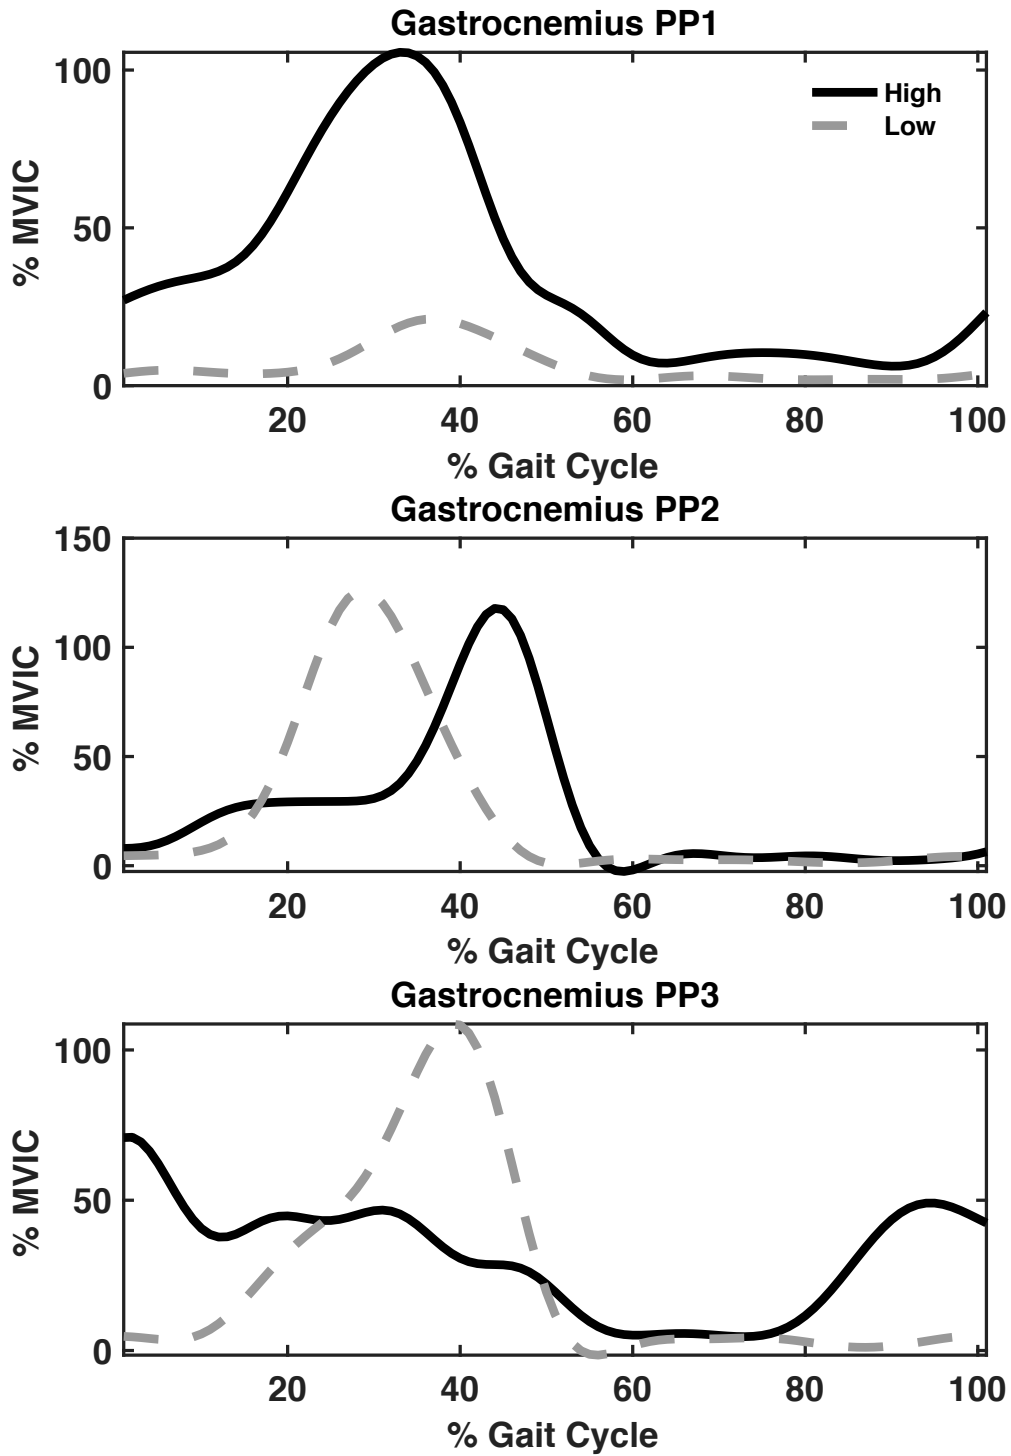 Gastrocnemius PP1
100
50
0
% MVIC
High
Low
20 40 60 80 100
% Gait Cycle
Gastrocnemius PP2
150
100
50
0
% MVIC
20 40 60 80 100
% Gait Cycle
Gastrocnemius PP3
100
50
0
% MVIC
20 40 60 80 100
% Gait Cycle